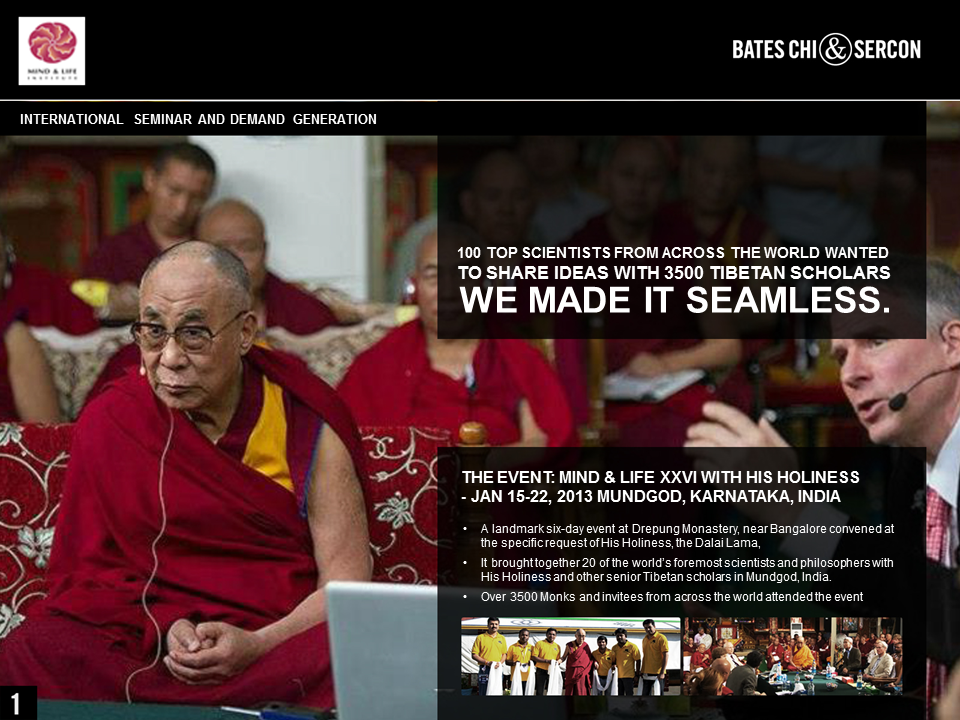 MIND & LIFE
INSTITUTE
BATES CHI & SERCON
INTERNATIONAL SEMINAR AND DEMAND GENERATION
100 TOP SCIENTISTS FROM ACROSS THE WORLD WANTED
TO SHARE IDEAS WITH 3500 TIBETAN SCHOLARS
WE MADE IT SEAMLESS.
THE EVENT: MIND & LIFE XXVI WITH HIS HOLINESS
- JAN 15-22, 2013 MUNDGOD, KARNATAKA, INDIA
• A landmark six-day event at Drepung Monastery, near Bangalore convened at
the specific request of His Holiness, the Dalai Lama,
• It brought together 20 of the world's foremost scientists and philosophers with
His Holiness and other senior Tibetan scholars in Mundgod, India.
• Over 3500 Monks and invitees from across the world attended the event
1